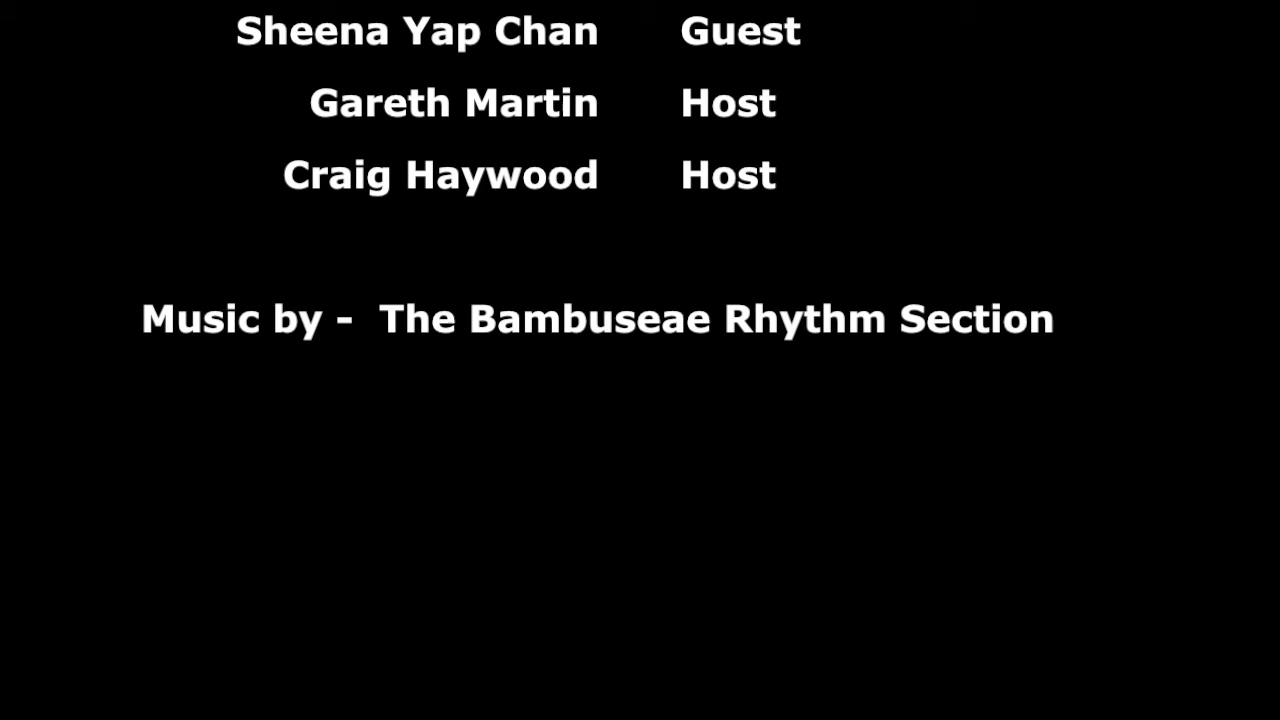 Sheena Yap Chan Guest
Gareth Martin Host
Craig Haywood Host
Music by - The Bambuseae Rhythm Section